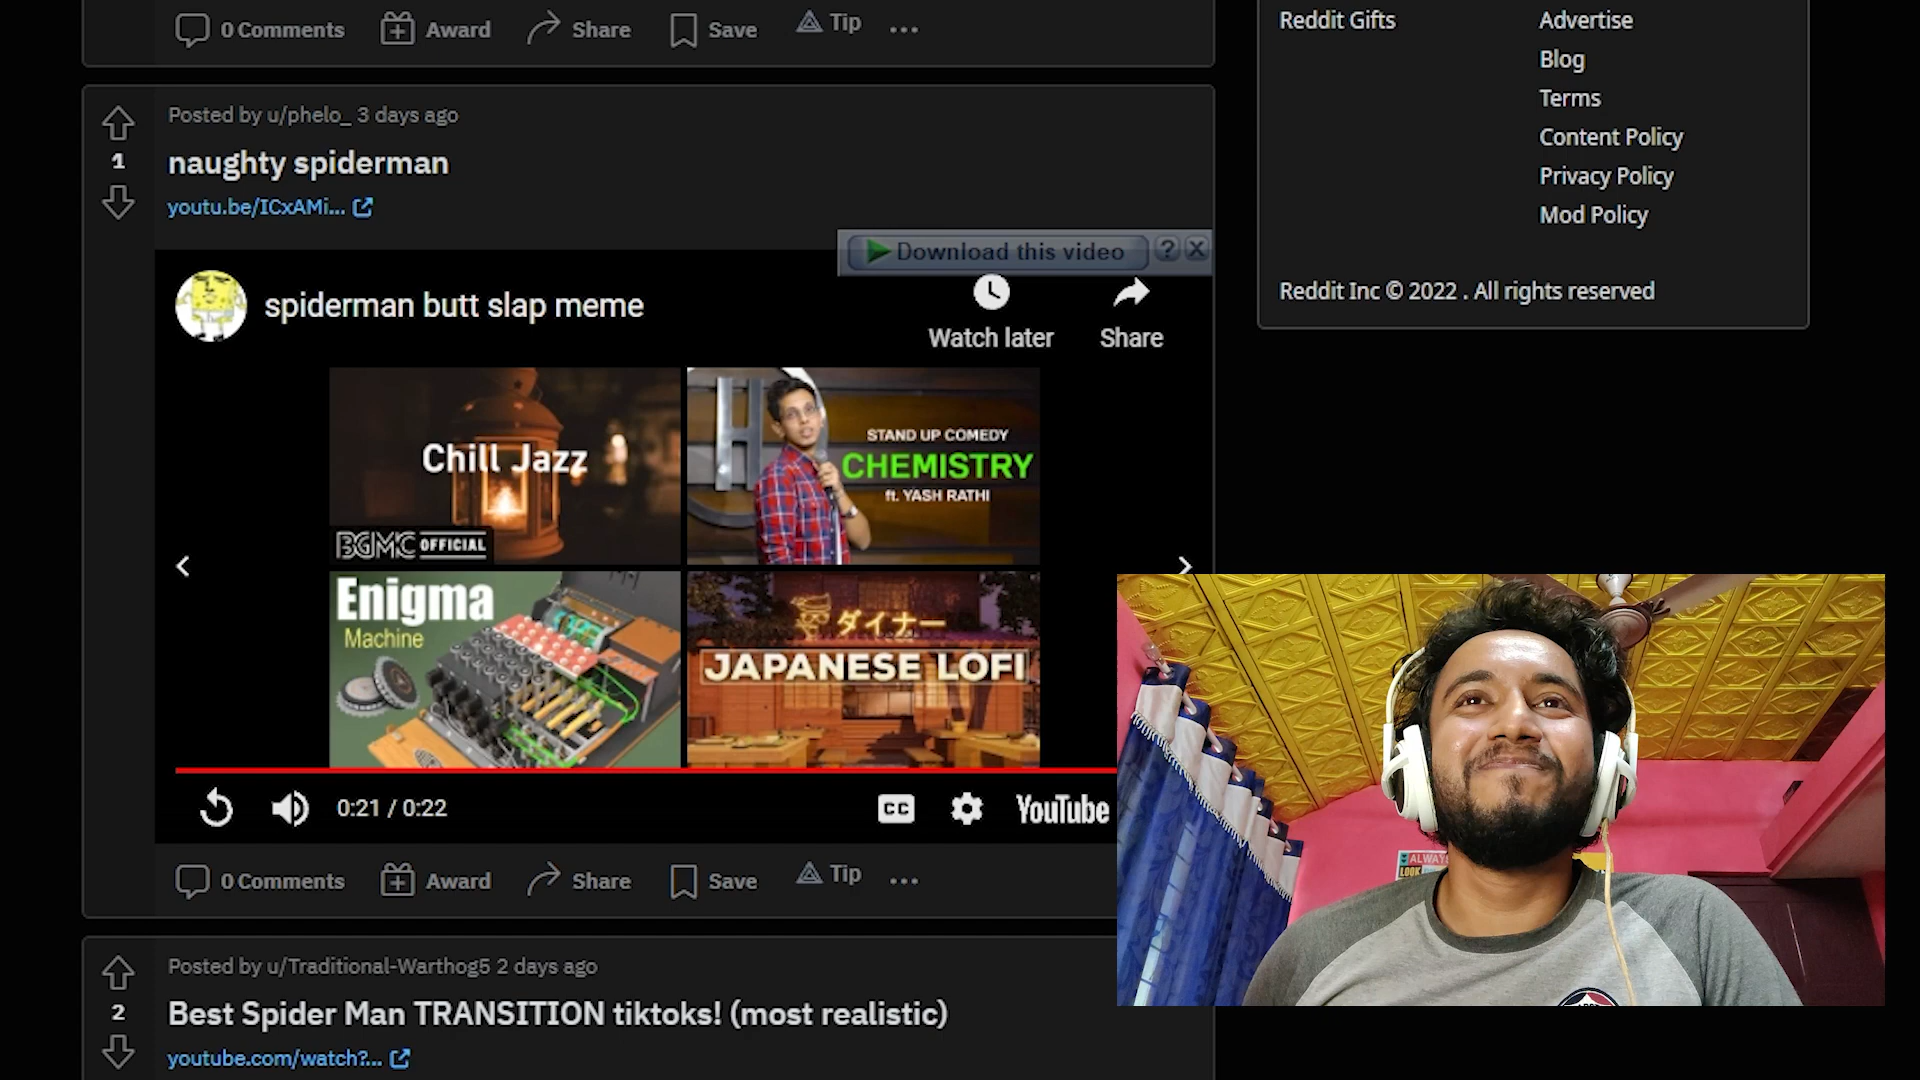 0 Comments Award Share Save Tip
Posted by u/phelo_ 3 days ago
1
naughty spiderman
youtu.be/ICxAMi...
Download this video ? X
spiderman butt slap meme
Watch later
Share
Chill Jazz
BGMC OFFICIAL
STAND UP COMEDY
CHEMISTRY
ft. YASH RATHI
Enigma
Machine
ダイナー
JAPANESE LOFI
0:21 / 0:22
CC
YouTube
0 Comments Award Share Save Tip
Posted by u/Traditional-Warthog5 2 days ago
2
Best Spider Man TRANSITION tiktoks! (most realistic)
youtube.com/watch?...
Reddit Gifts
Advertise
Blog
Terms
Content Policy
Privacy Policy
Mod Policy
Reddit Inc © 2022 . All rights reserved
ALWAYS
LOOK